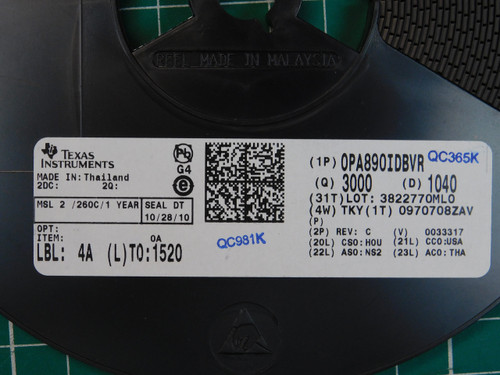 REEL MADE IN MALAYSIA
TEXAS INSTRUMENTS
Pb
G4
e
MADE IN: Thailand
2DC: 2Q:
MSL 2 /260C/1 YEAR SEAL DT
10/28/10
OPT:
ITEM: 0A
LBL: 4A (L)TO:1520
QC981K
(1P) OPA890IDBVR QC365K
(Q) 3000 (D) 1040
(31T)LOT: 3822770ML0
(4W) TKY(1T) 0970708ZAV
(P)
(2P) REV: C (V) 0033317
(20L) CSO:HOU (21L) CCO:USA
(22L) ASO:NS2 (23L) ACO:THA